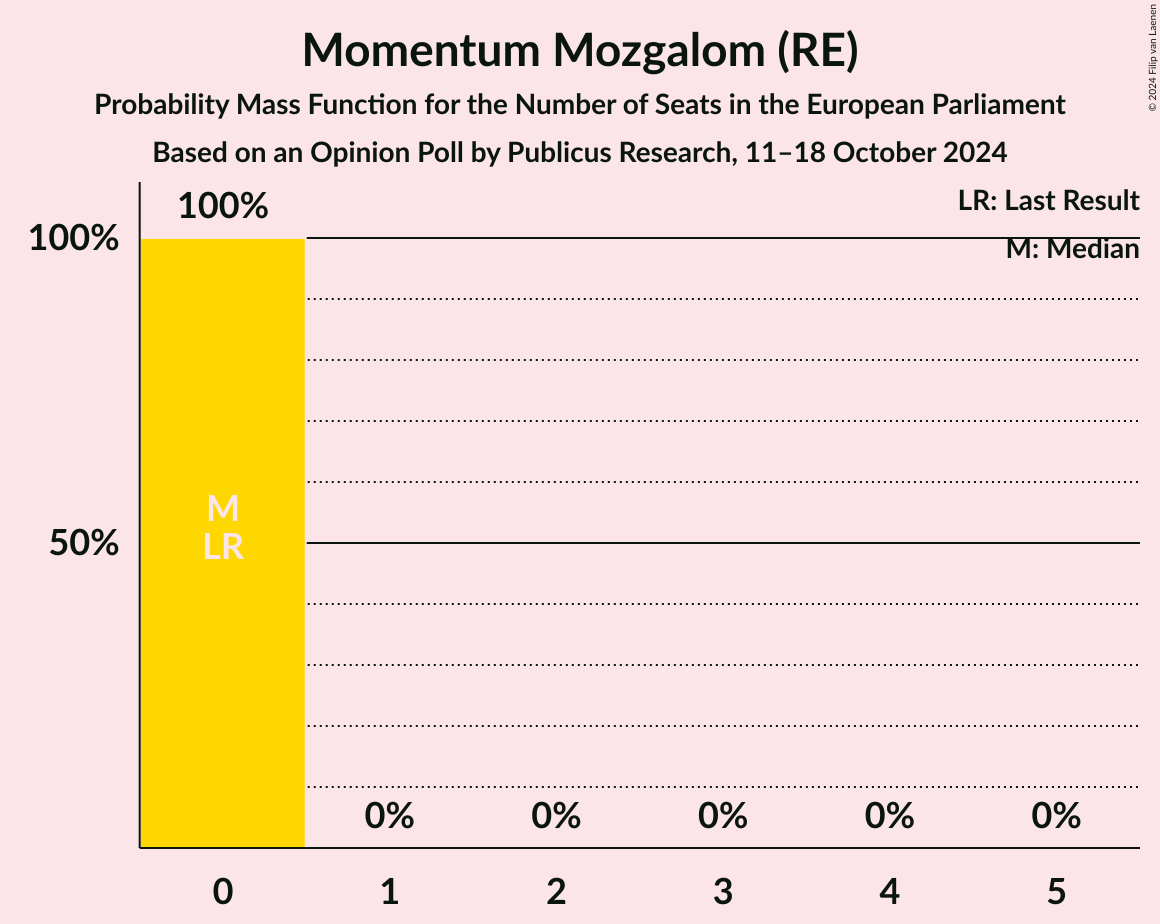 Momentum Mozgalom (RE)
Probability Mass Function for the Number of Seats in the European Parliament
Based on an Opinion Poll by Publicus Research, 11–18 October 2024
© 2024 Filip van Laenen
LR: Last Result
M: Median
100%
100%
50%
M
LR
0% 0% 0% 0% 0%
0 1 2 3 4 5